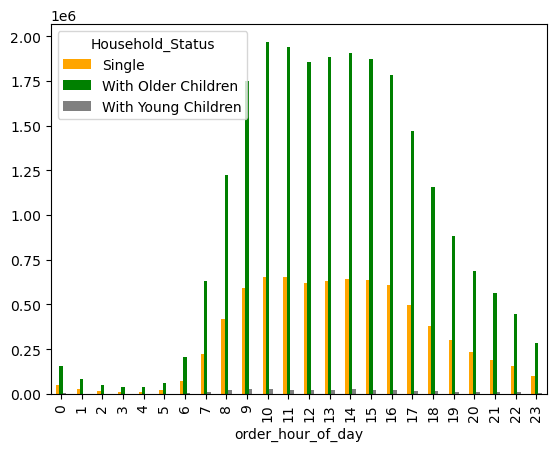 1e6
2.00
1.75
1.50
1.25
1.00
0.75
0.50
0.25
0.00
Household_Status
Single
With Older Children
With Young Children
0 1 2 3 4 5 6 7 8 9 10 11 12 13 14 15 16 17 18 19 20 21 22 23
order_hour_of_day